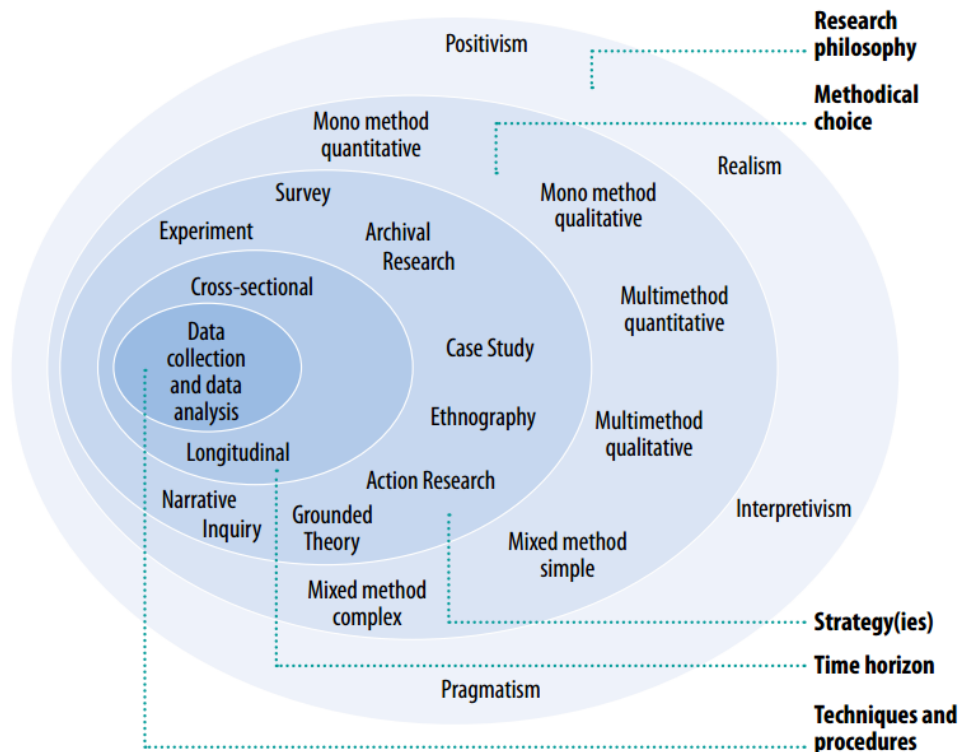 Positivism
Research
philosophy
Methodical
choice
Mono method
quantitative
Realism
Survey
Mono method
qualitative
Experiment
Archival
Research
Cross-sectional
Multimethod
quantitative
Data
collection
and data
analysis
Case Study
Ethnography
Multimethod
qualitative
Longitudinal
Action Research
Narrative
Inquiry
Grounded
Theory
Interpretivism
Mixed method
simple
Mixed method
complex
Strategy(ies)
Time horizon
Pragmatism
Techniques and
procedures